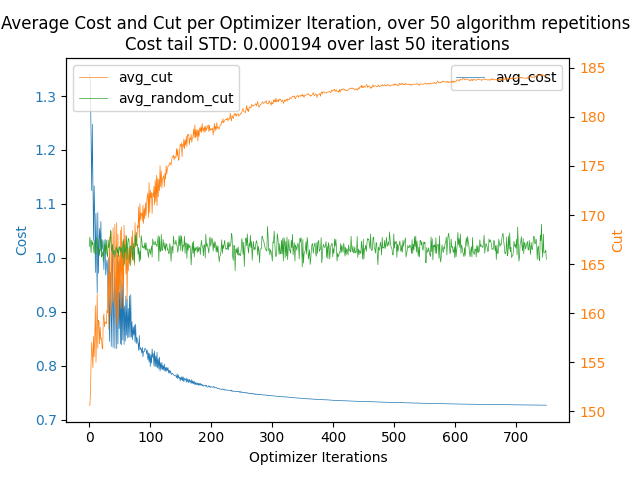 Average Cost and Cut per Optimizer Iteration, over 50 algorithm repetitions
Cost tail STD: 0.000194 over last 50 iterations
avg_cut
avg_random_cut
avg_cost
1.3
1.2
1.1
1.0
0.9
0.8
0.7
Cost
185
180
175
170
165
160
155
150
Cut
0 100 200 300 400 500 600 700
Optimizer Iterations